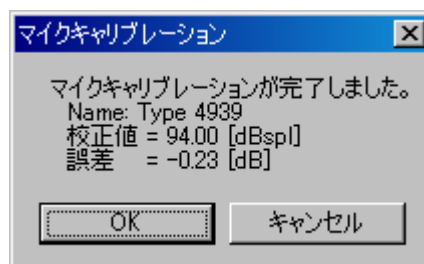 マイクキャリブレーション
マイクキャリブレーションが完了しました。
Name: Type 4939
校正値 = 94.00 [dBspl]
誤差 = -0.23 [dB]
OK
キャンセル